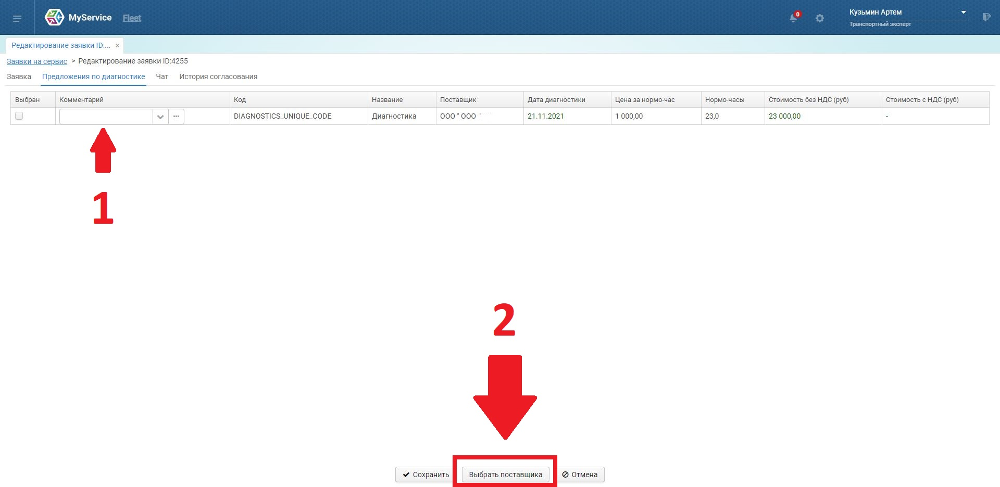 MyService Fleet 0 Кузьмин Артем
Транспортный эксперт
Редактирование заявки ID:... ×
Заявки на сервис > Редактирование заявки ID:4255
Заявка Предложения по диагностике Чат История согласования
Выбран Комментарий Код Название Поставщик Дата диагностики Цена за нормо-час Нормо-часы Стоимость без НДС (руб) Стоимость с НДС (руб)
DIAGNOSTICS_UNIQUE_CODE Диагностика ООО " ООО " 21.11.2021 1 000,00 23,0 23 000,00 -
1
2
Сохранить Выбрать поставщика Отмена